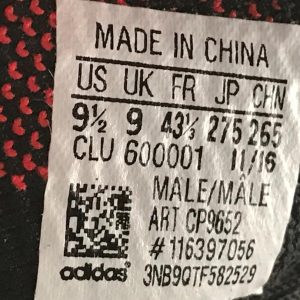 MADE IN CHINA
US UK FR JP CHN
9½ 9 43⅓ 275 265
CLU 600001 11/16
MALE/MÂLE
ART CP9652
# 116397056
adidas 3NB9QTF582529